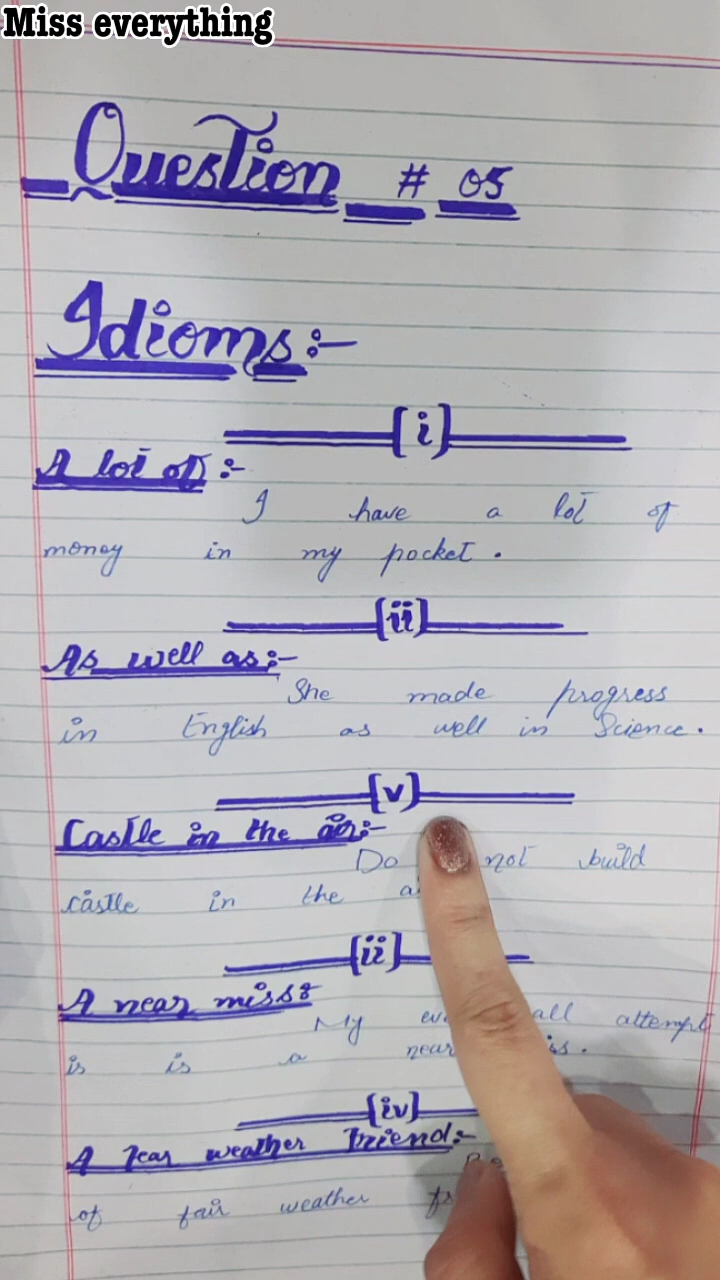 Miss everything
Question # 05
Idioms:-
[i]
A lot of:-
I have a lot of
money in my pocket.
[ii]
As well as:-
She made progress
in English as well in Science.
[v]
Castle in the air:-
Do not build
castle in the
[ii]
A near miss:
My all attempt
is is a near
[iv]
A fear weather friend:-
of fair weather